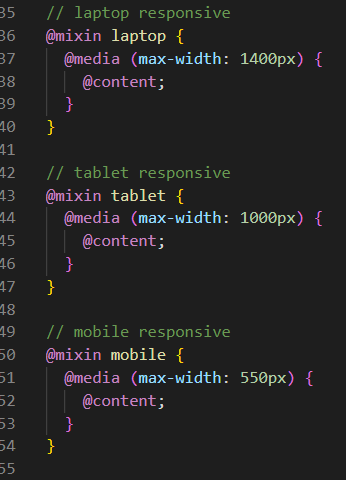 35 // laptop responsive
36 @mixin laptop {
37 @media (max-width: 1400px) {
38 @content;
39 }
40 }
41
42 // tablet responsive
43 @mixin tablet {
44 @media (max-width: 1000px) {
45 @content;
46 }
47 }
48
49 // mobile responsive
50 @mixin mobile {
51 @media (max-width: 550px) {
52 @content;
53 }
54 }
55